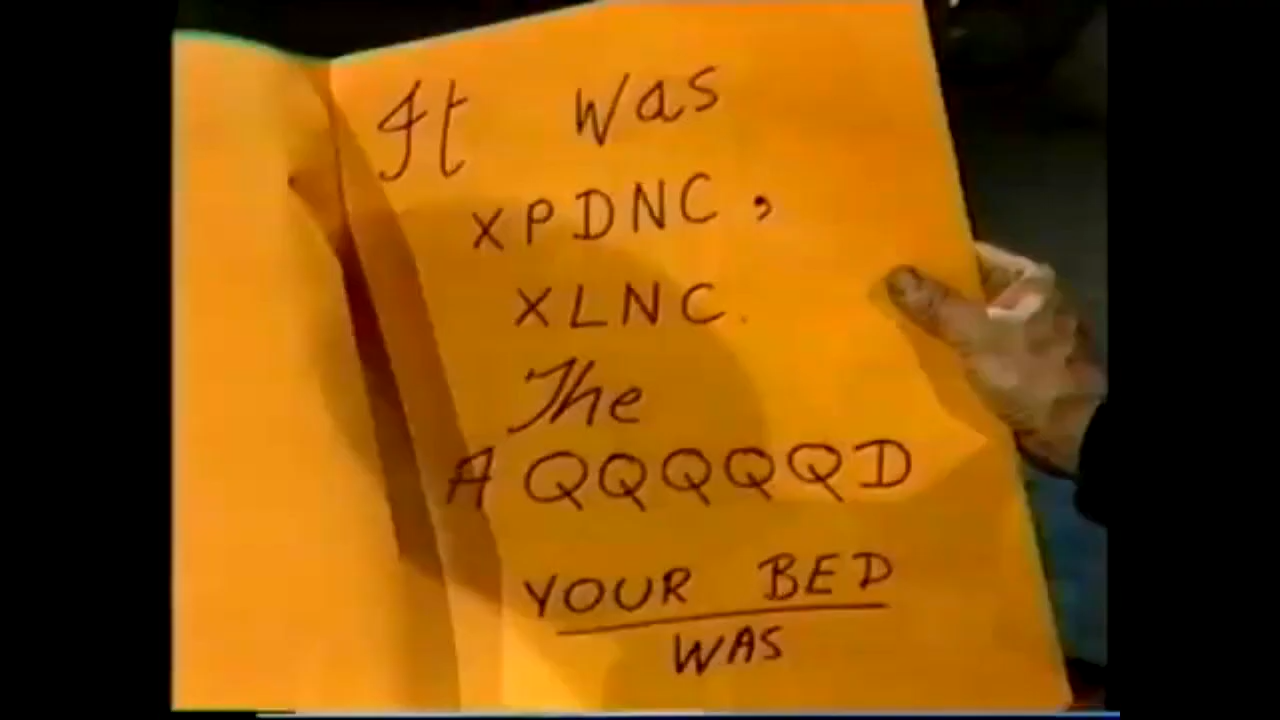 It was
XPDNC,
XLNC.
The
AQQQQQD
YOUR BED
WAS